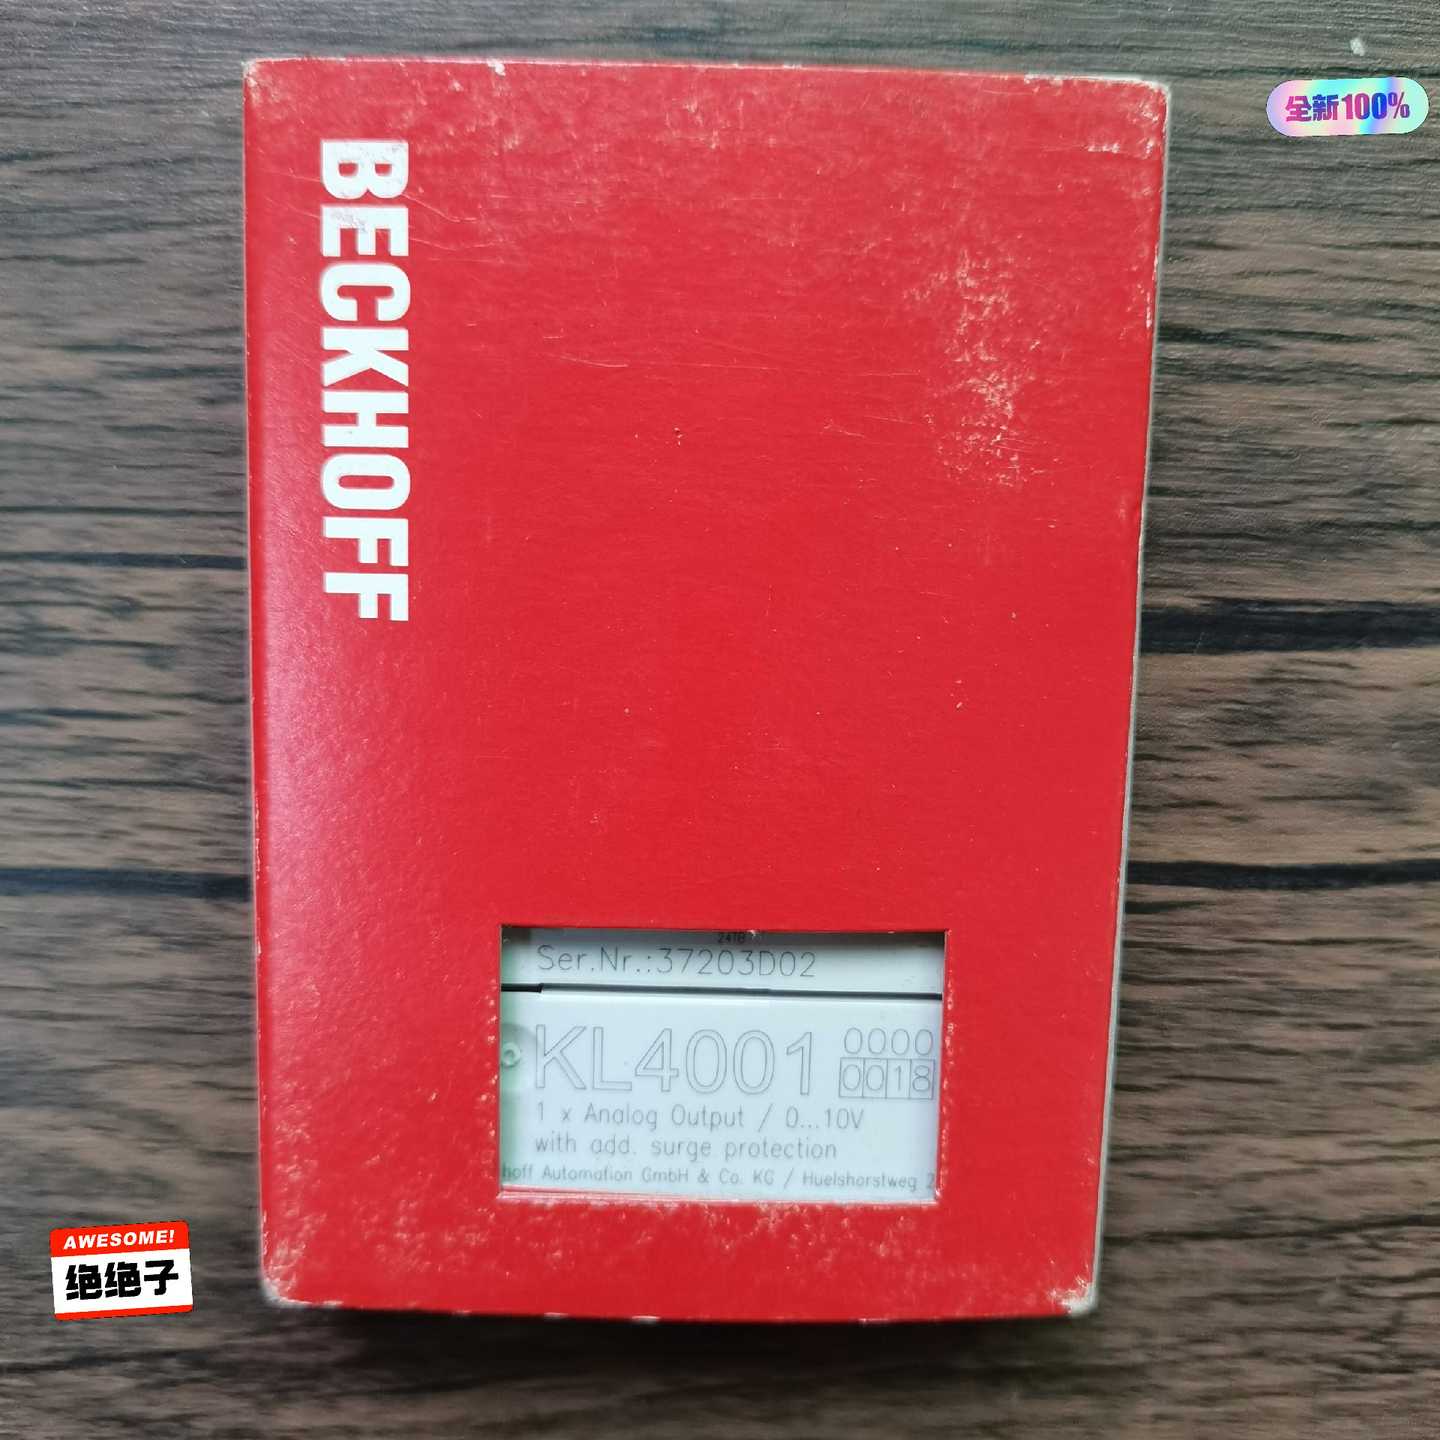 全新100%
BECKHOFF
Ser.Nr.:37203D02
KL4001
0000
0018
1 x Analog Output / 0...10V
with add. surge protection
hoff Automation GmbH & Co. KG / Huelshorstweg 2
AWESOME!
绝绝子